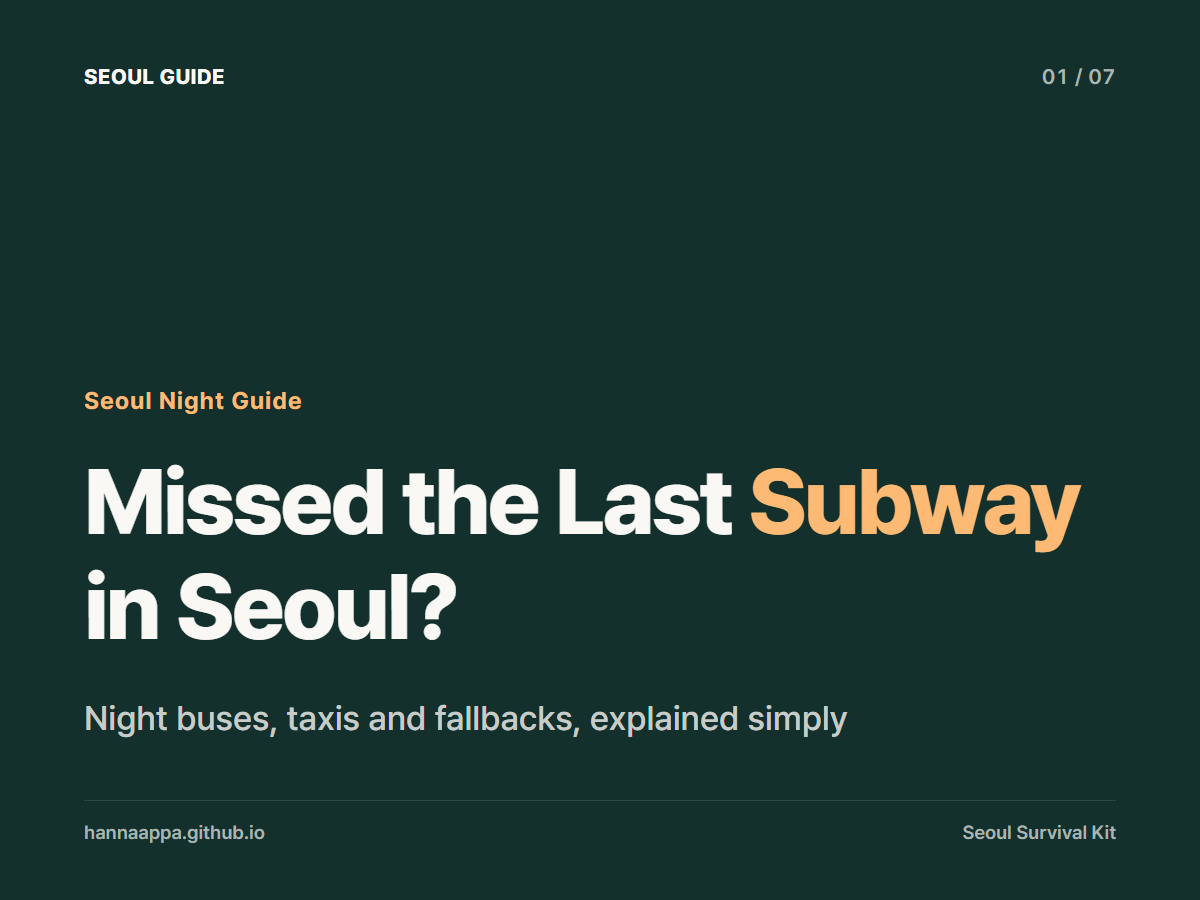 SEOUL GUIDE
01 / 07
Seoul Night Guide
Missed the Last Subway
in Seoul?
Night buses, taxis and fallbacks, explained simply
hannaappa.github.io
Seoul Survival Kit